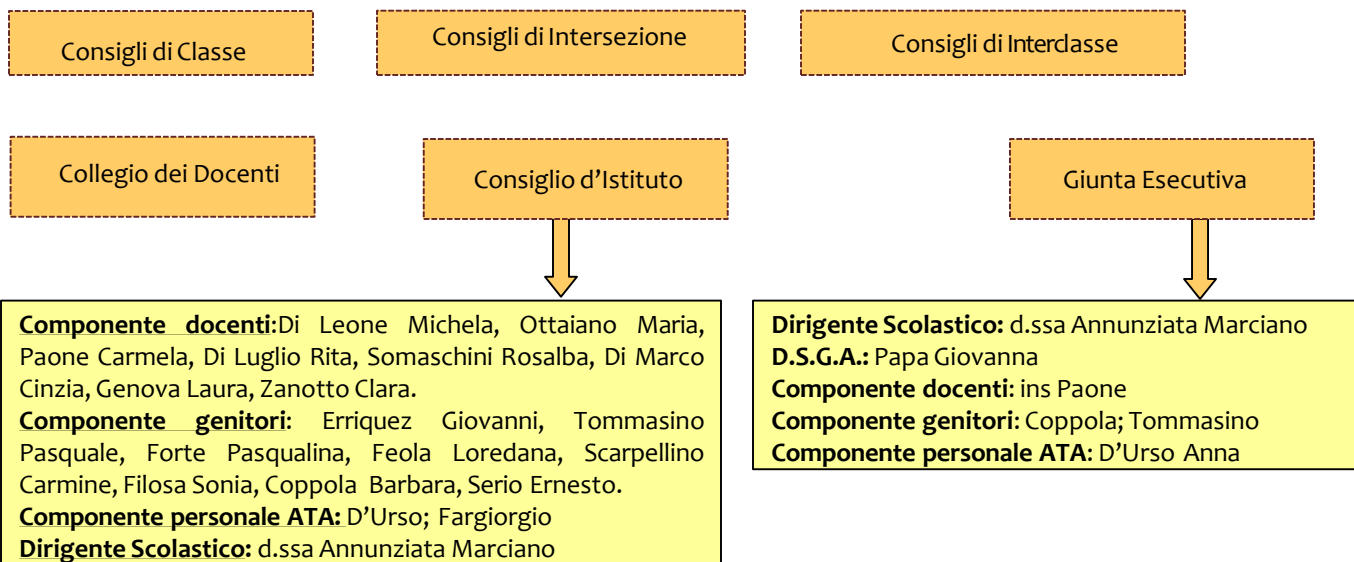 Consigli di Classe
Consigli di Intersezione
Consigli di Interclasse
Collegio dei Docenti
Consiglio d’Istituto
Giunta Esecutiva
Componente docenti:Di Leone Michela, Ottaiano Maria,
Paone Carmela, Di Luglio Rita, Somaschini Rosalba, Di Marco
Cinzia, Genova Laura, Zanotto Clara.
Componente genitori: Erriquez Giovanni, Tommasino
Pasquale, Forte Pasqualina, Feola Loredana, Scarpellino
Carmine, Filosa Sonia, Coppola Barbara, Serio Ernesto.
Componente personale ATA: D’Urso; Fargiorgio
Dirigente Scolastico: d.ssa Annunziata Marciano
Dirigente Scolastico: d.ssa Annunziata Marciano
D.S.G.A.: Papa Giovanna
Componente docenti: ins Paone
Componente genitori: Coppola; Tommasino
Componente personale ATA: D’Urso Anna